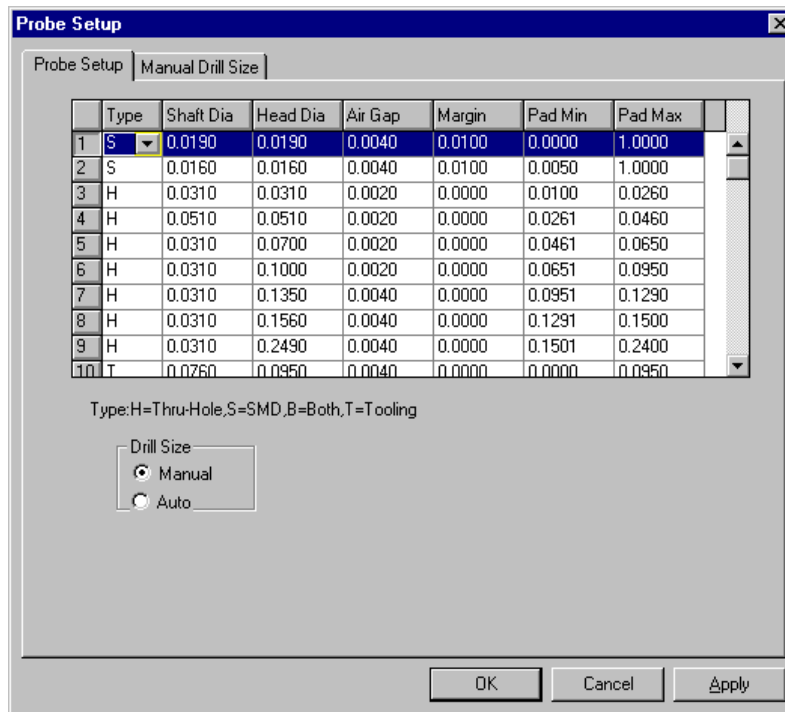 Probe Setup
Probe Setup Manual Drill Size
Type Shaft Dia Head Dia Air Gap Margin Pad Min Pad Max
1 S 0.0190 0.0190 0.0040 0.0100 0.0000 1.0000
2 S 0.0160 0.0160 0.0040 0.0100 0.0050 1.0000
3 H 0.0310 0.0310 0.0020 0.0000 0.0100 0.0260
4 H 0.0510 0.0510 0.0020 0.0000 0.0261 0.0460
5 H 0.0310 0.0700 0.0020 0.0000 0.0461 0.0650
6 H 0.0310 0.1000 0.0020 0.0000 0.0651 0.0950
7 H 0.0310 0.1350 0.0040 0.0000 0.0951 0.1290
8 H 0.0310 0.1560 0.0040 0.0000 0.1291 0.1500
9 H 0.0310 0.2490 0.0040 0.0000 0.1501 0.2400
10 T 0.0760 0.0950 0.0040 0.0000 0.0000 0.0950
Type:H=Thru-Hole,S=SMD,B=Both,T=Tooling
Drill Size
Manual
Auto
OK Cancel Apply